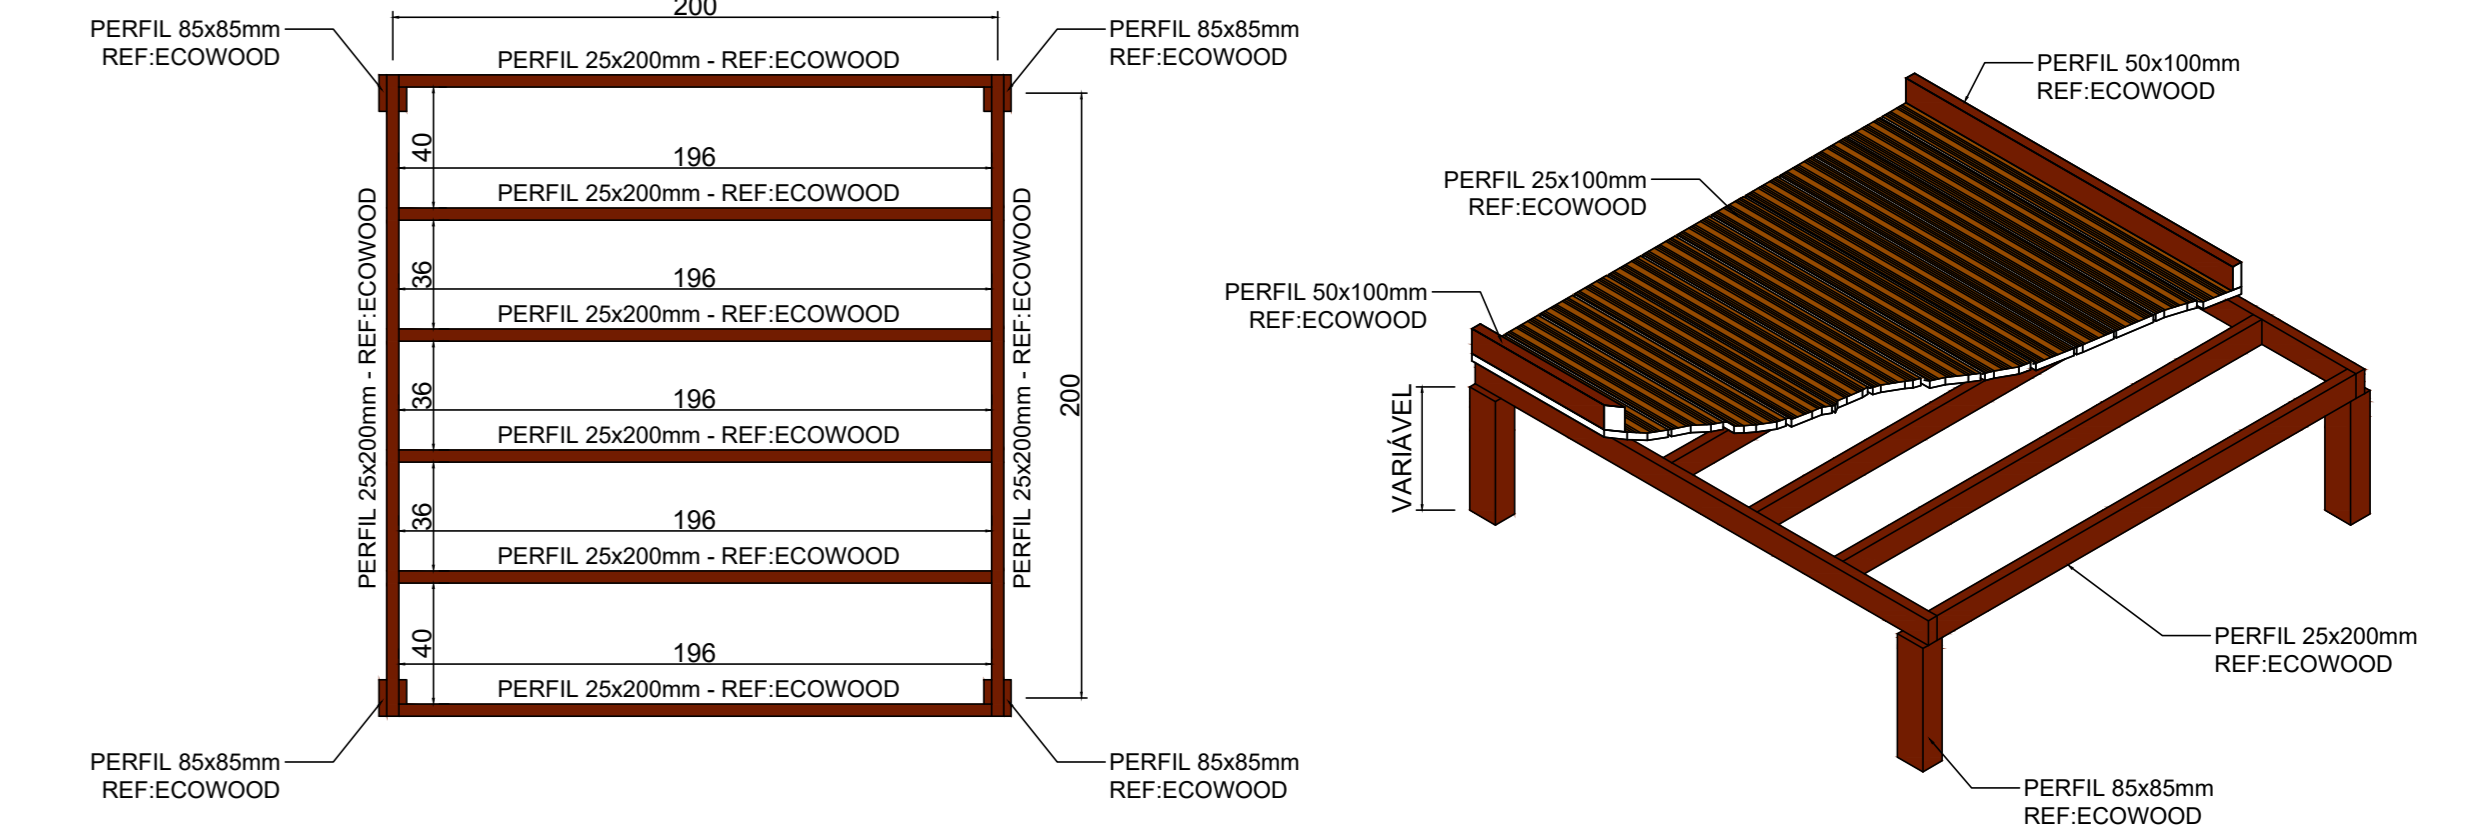 200
PERFIL 85x85mm
REF:ECOWOOD
PERFIL 25x200mm - REF:ECOWOOD
PERFIL 85x85mm
REF:ECOWOOD
40
196
PERFIL 25x200mm - REF:ECOWOOD
36
196
PERFIL 25x200mm - REF:ECOWOOD
36
196
PERFIL 25x200mm - REF:ECOWOOD
36
196
PERFIL 25x200mm - REF:ECOWOOD
40
196
PERFIL 25x200mm - REF:ECOWOOD
PERFIL 25x200mm - REF:ECOWOOD
PERFIL 25x200mm - REF:ECOWOOD
200
PERFIL 85x85mm
REF:ECOWOOD
PERFIL 85x85mm
REF:ECOWOOD
PERFIL 50x100mm
REF:ECOWOOD
PERFIL 25x100mm
REF:ECOWOOD
PERFIL 50x100mm
REF:ECOWOOD
VARIÁVEL
PERFIL 25x200mm
REF:ECOWOOD
PERFIL 85x85mm
REF:ECOWOOD